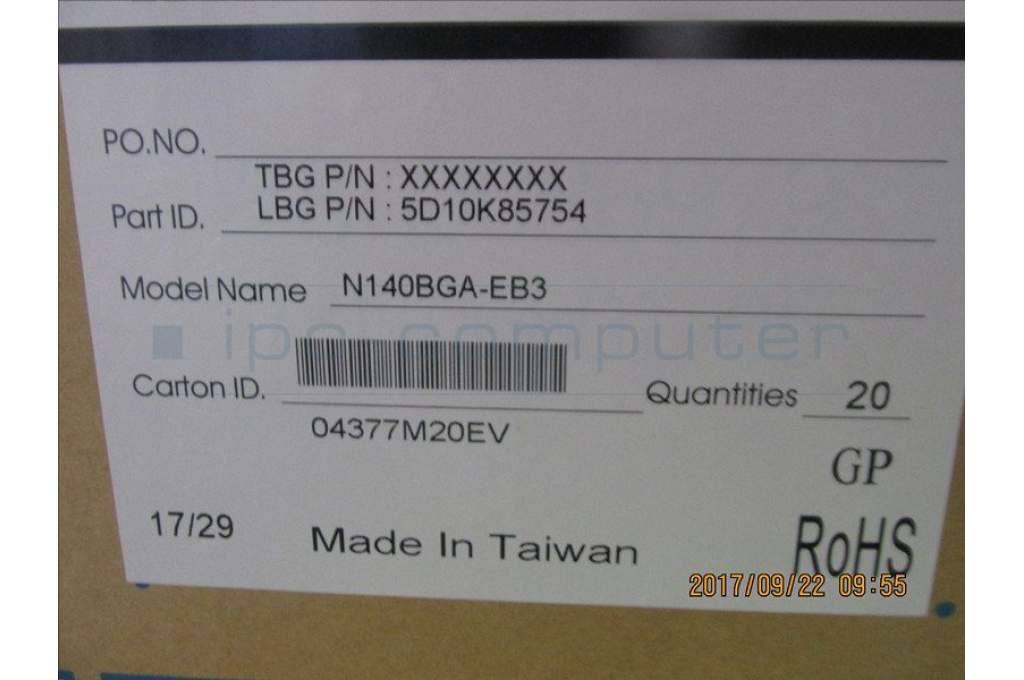 PO.NO.
TBG P/N : XXXXXXXX
Part ID. LBG P/N : 5D10K85754
Model Name N140BGA-EB3
ipc-computer
Carton ID. Quantities 20
04377M20EV
GP
17/29 Made In Taiwan RoHS
2017/09/22 09:55